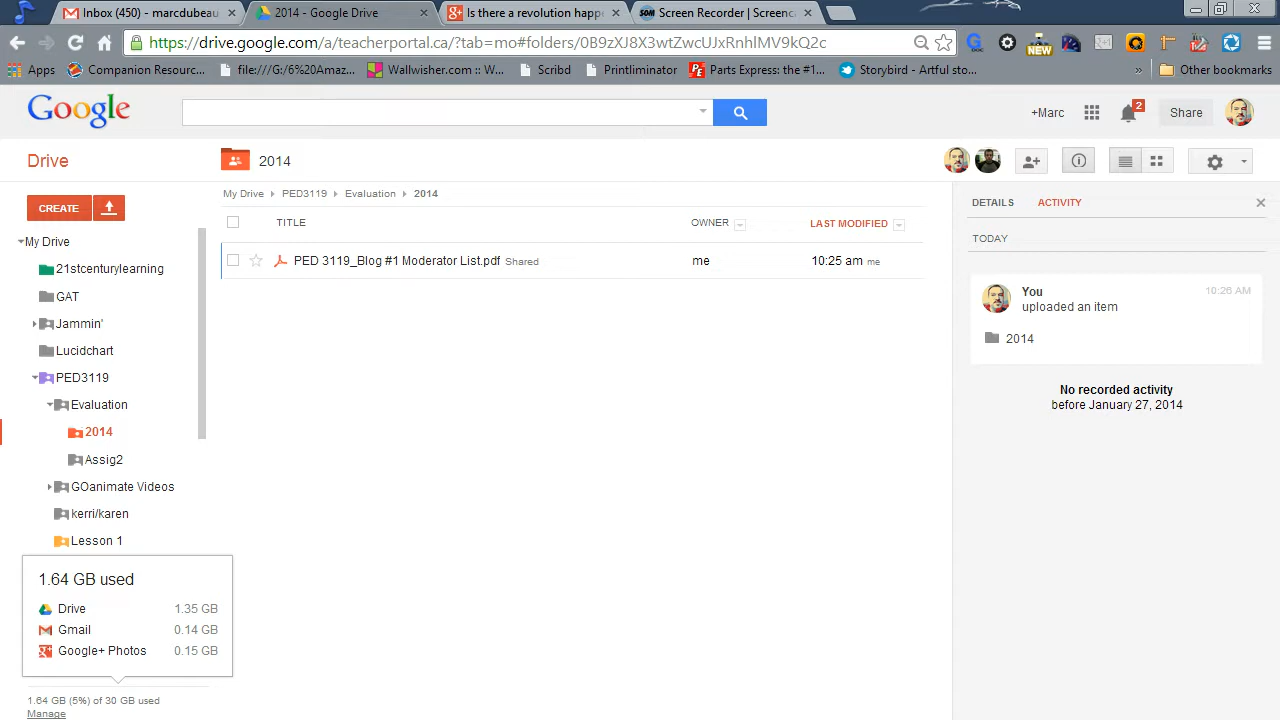 Inbox (450) - marcdubeau
2014 - Google Drive
Is there a revolution happ
Screen Recorder | Screenc
https://drive.google.com/a/teacherportal.ca/?tab=mo#folders/0B9zXJ8X3wtZwcUJxRnhlMV9kQ2c
NEW
Apps
Companion Resourc...
file:///G:/6%20Amaz...
Wallwisher.com :: W...
Scribd
Printliminator
Parts Express: the #1...
Storybird - Artful sto...
»
Other bookmarks
Google
+Marc
2
Share
Drive
2014
CREATE
My Drive
PED3119
Evaluation
2014
DETAILS
ACTIVITY
TITLE
OWNER
LAST MODIFIED
TODAY
My Drive
PED 3119_Blog #1 Moderator List.pdf Shared
me
10:25 am me
21stcenturylearning
GAT
Jammin'
Lucidchart
PED3119
Evaluation
2014
Assig2
GOanimate Videos
kerri/karen
Lesson 1
You
10:26 AM
uploaded an item
2014
No recorded activity
before January 27, 2014
1.64 GB used
Drive 1.35 GB
Gmail 0.14 GB
Google+ Photos 0.15 GB
1.64 GB (5%) of 30 GB used
Manage